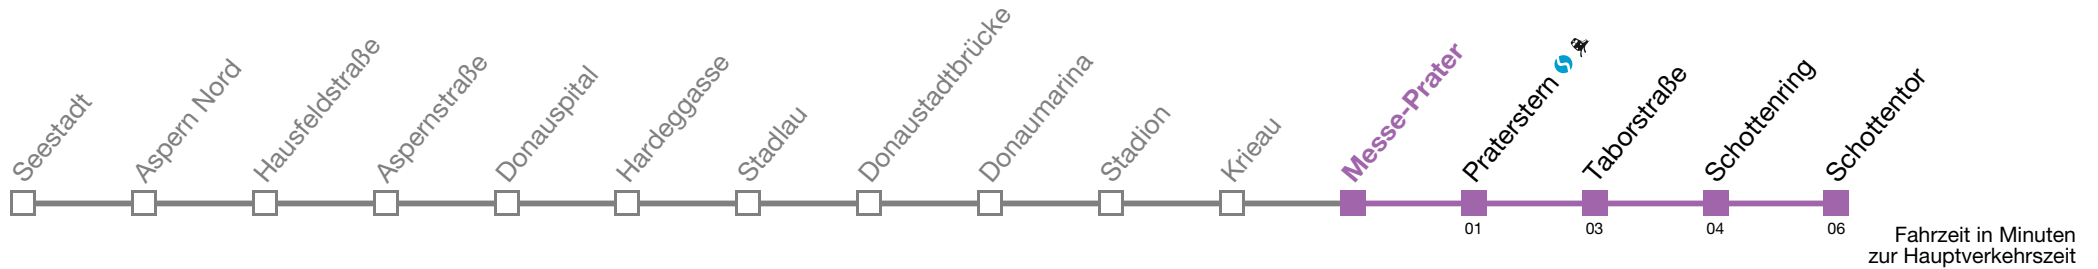 Seestadt
Aspern Nord
Hausfeldstraße
Aspernstraße
Donauspital
Hardeggasse
Stadlau
Donaustadtbrücke
Donaumarina
Stadion
Krieau
Messe-Prater
Praterstern
Taborstraße
Schottenring
Schottentor
01
03
04
06
Fahrzeit in Minuten
zur Hauptverkehrszeit